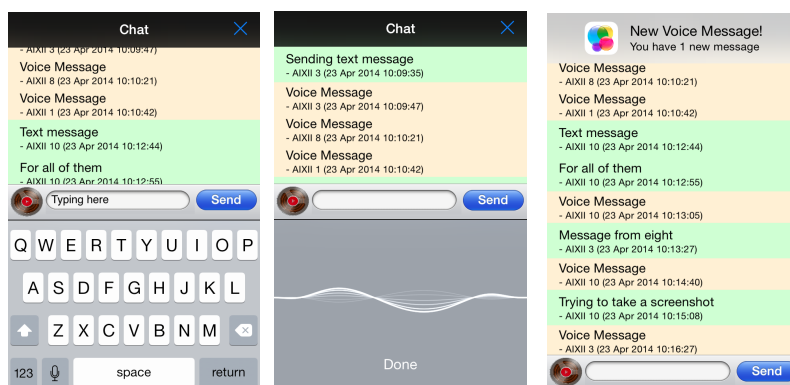 Chat
- AIXII 3 (23 Apr 2014 10:09:47)
Voice Message
- AIXII 8 (23 Apr 2014 10:10:21)
Voice Message
- AIXII 1 (23 Apr 2014 10:10:42)
Text message
- AIXII 10 (23 Apr 2014 10:12:44)
For all of them
- AIXII 10 (23 Apr 2014 10:12:55)
Typing here
Send
Q W E R T Y U I O P
A S D F G H J K L
Z X C V B N M
123 space return
Chat
Sending text message
- AIXII 3 (23 Apr 2014 10:09:35)
Voice Message
- AIXII 3 (23 Apr 2014 10:09:47)
Voice Message
- AIXII 8 (23 Apr 2014 10:10:21)
Voice Message
- AIXII 1 (23 Apr 2014 10:10:42)
Send
Done
New Voice Message!
You have 1 new message
Voice Message
- AIXII 8 (23 Apr 2014 10:10:21)
Voice Message
- AIXII 1 (23 Apr 2014 10:10:42)
Text message
- AIXII 10 (23 Apr 2014 10:12:44)
For all of them
- AIXII 10 (23 Apr 2014 10:12:55)
Voice Message
- AIXII 10 (23 Apr 2014 10:13:05)
Message from eight
- AIXII 3 (23 Apr 2014 10:13:27)
Voice Message
- AIXII 10 (23 Apr 2014 10:14:40)
Trying to take a screenshot
- AIXII 10 (23 Apr 2014 10:15:08)
Voice Message
- AIXII 3 (23 Apr 2014 10:16:27)
Send